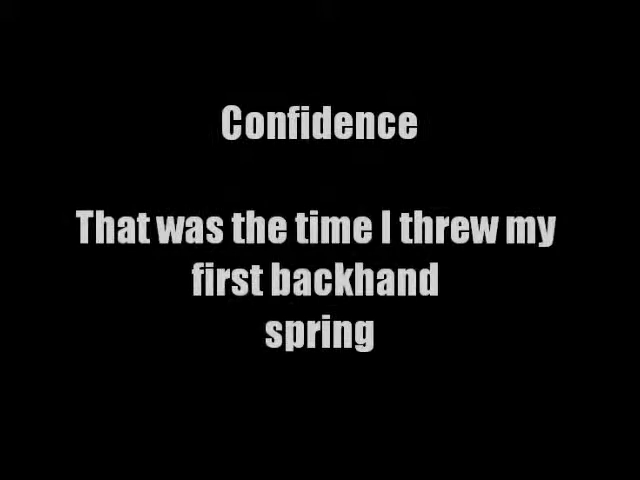 Confidence
That was the time I threw my
first backhand
spring